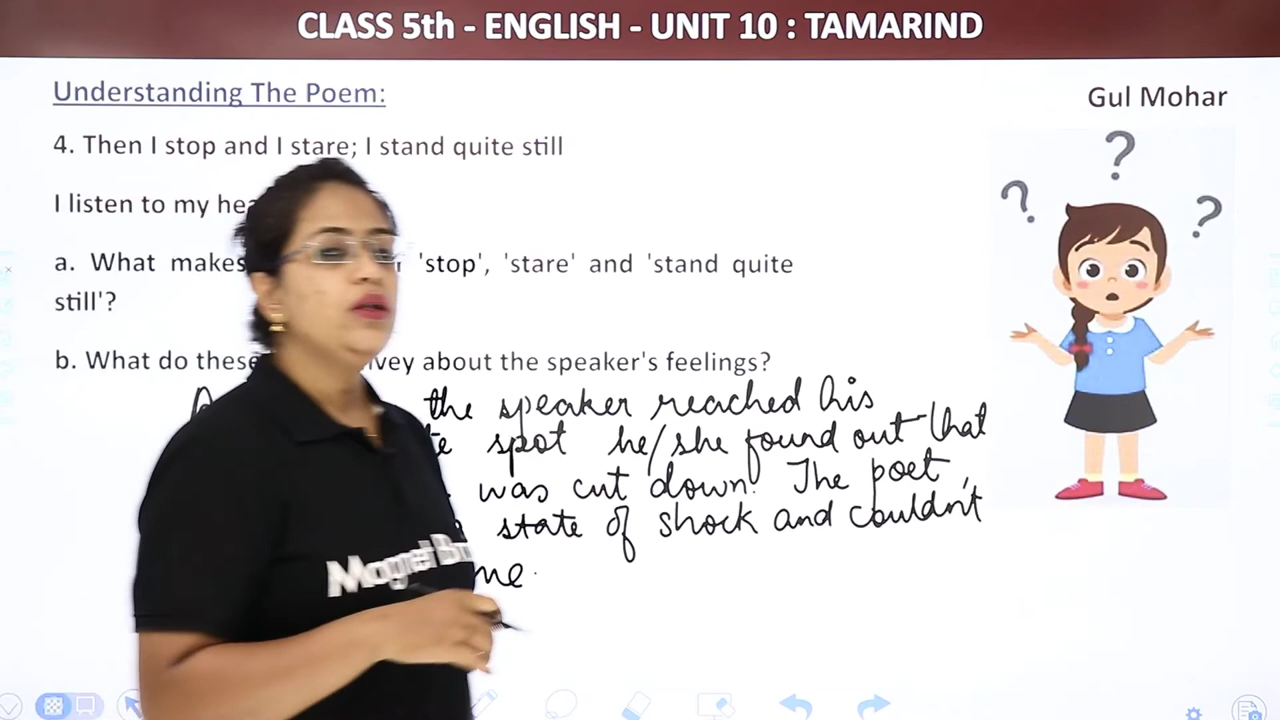 CLASS 5th - ENGLISH - UNIT 10 : TAMARIND
Understanding The Poem:
Gul Mohar
4. Then I stop and I stare; I stand quite still
I listen to my
a. What makes 'stop', 'stare' and 'stand quite
still'?
b. What do these about the speaker's feelings?
the speaker reached his
spot he/she found out that
was cut down. The poet
state of shock and couldn't
Magnet
? ? ?